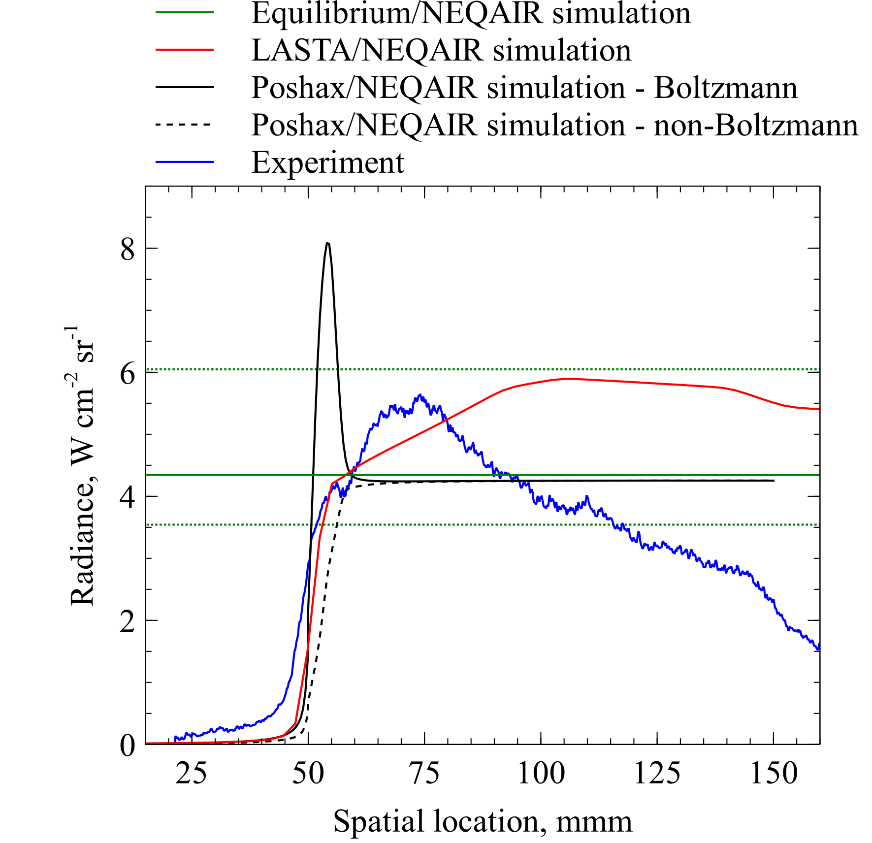 Equilibrium/NEQAIR simulation
LASTA/NEQAIR simulation
Poshax/NEQAIR simulation - Boltzmann
Poshax/NEQAIR simulation - non-Boltzmann
Experiment
Radiance, W cm⁻² sr⁻¹
8
6
4
2
0
25 50 75 100 125 150
Spatial location, mmm